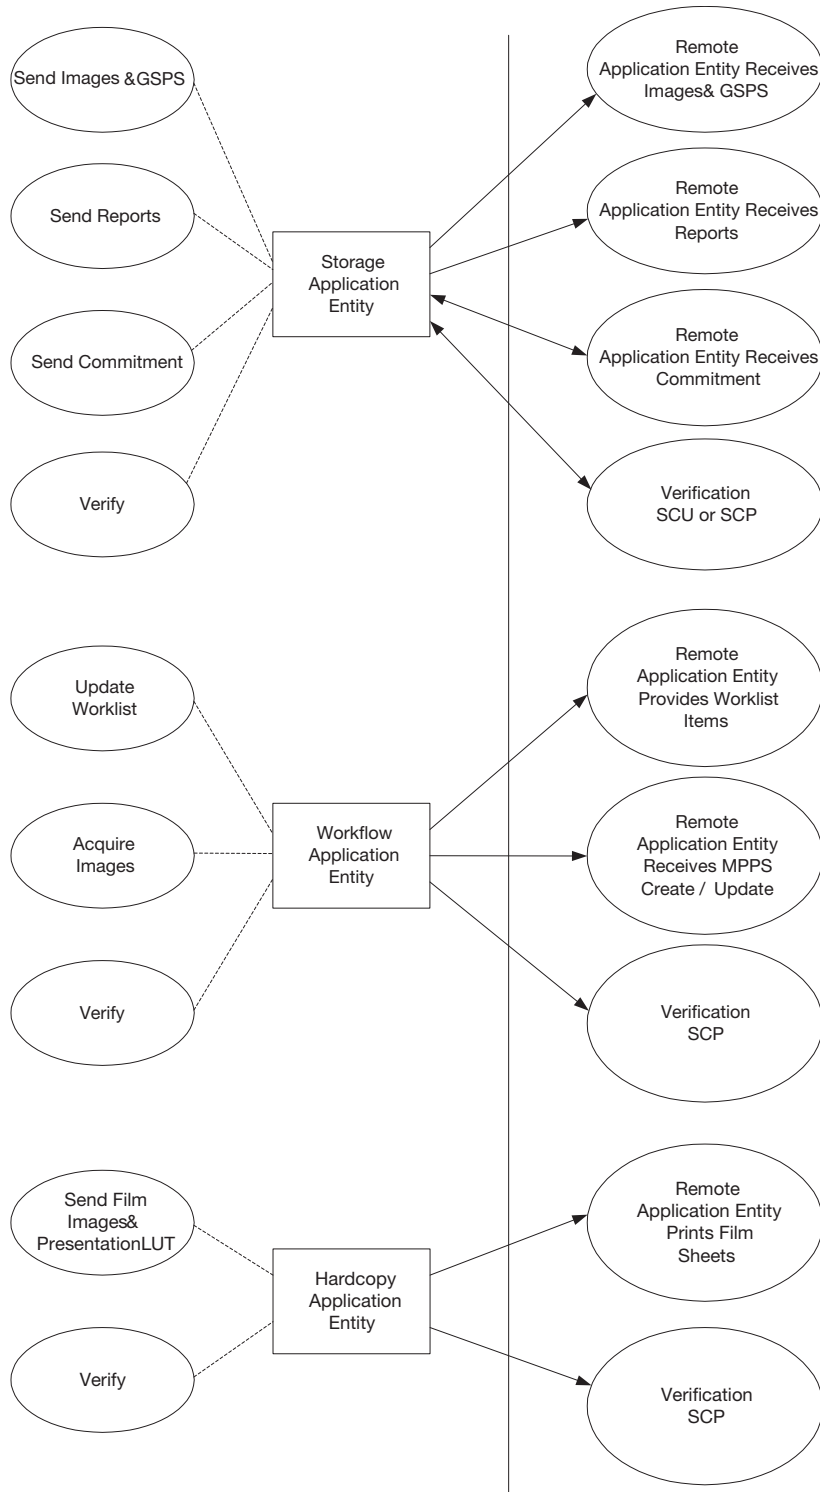 Send Images &GSPS
Send Reports
Send Commitment
Verify
Storage
Application
Entity
Remote
Application Entity Receives
Images& GSPS
Remote
Application Entity Receives
Reports
Remote
Application Entity Receives
Commitment
Verification
SCU or SCP
Update
Worklist
Acquire
Images
Verify
Workflow
Application
Entity
Remote
Application Entity
Provides Worklist
Items
Remote
Application Entity
Receives MPPS
Create / Update
Verification
SCP
Send Film
Images&
PresentationLUT
Verify
Hardcopy
Application
Entity
Remote
Application Entity
Prints Film
Sheets
Verification
SCP